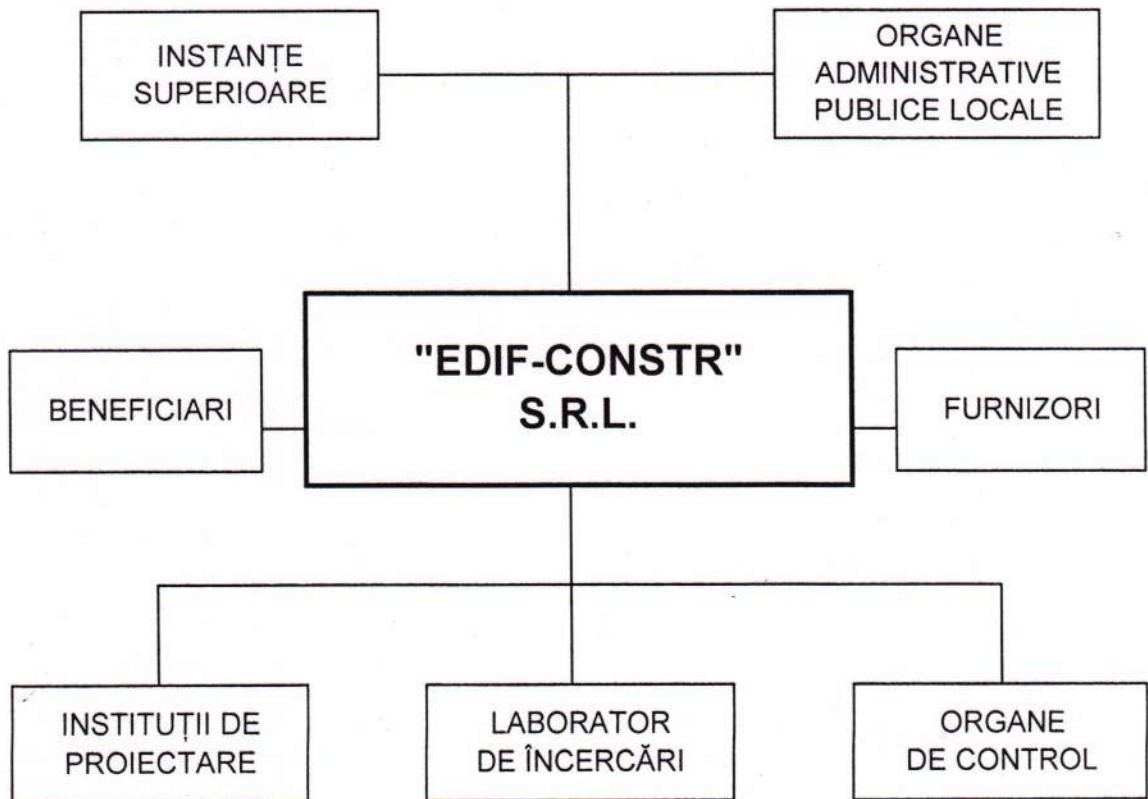 INSTANȚE
SUPERIOARE
ORGANE
ADMINISTRATIVE
PUBLICE LOCALE
"EDIF-CONSTR"
S.R.L.
BENEFICIARI
FURNIZORI
INSTITUȚII DE
PROIECTARE
LABORATOR
DE ÎNCERCĂRI
ORGANE
DE CONTROL